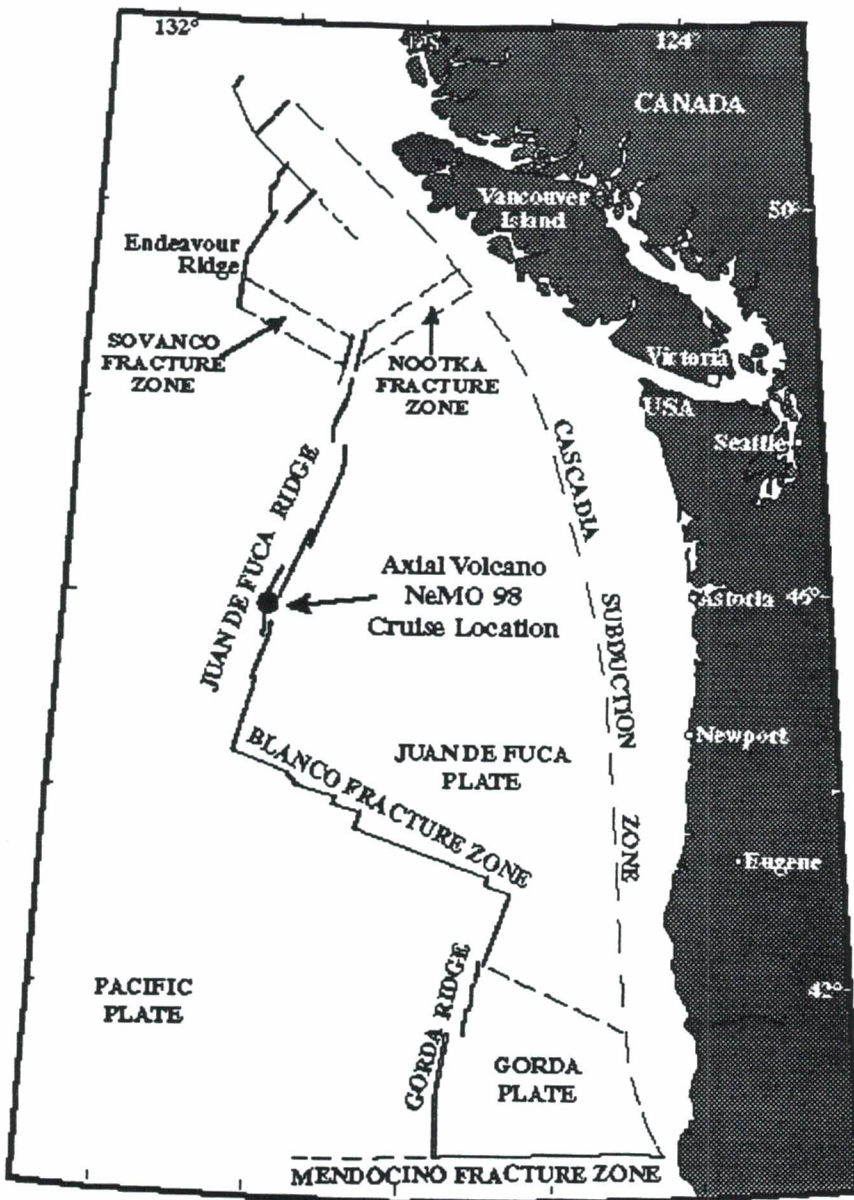 132°
124°
CANADA
Vancouver
Island
50°
Endeavour
Ridge
SOVANCO
FRACTURE
ZONE
NOOTKA
FRACTURE
ZONE
Victoria
USA
Seattle
CASCADIA SUBDUCTION ZONE
JUAN DE FUCA RIDGE
Axial Volcano
NeMO 98
Cruise Location
Astoria 46°
Newport
BLANCO FRACTURE ZONE
JUAN DE FUCA
PLATE
Eugene
PACIFIC
PLATE
42°
GORDA RIDGE
GORDA
PLATE
MENDOCINO FRACTURE ZONE